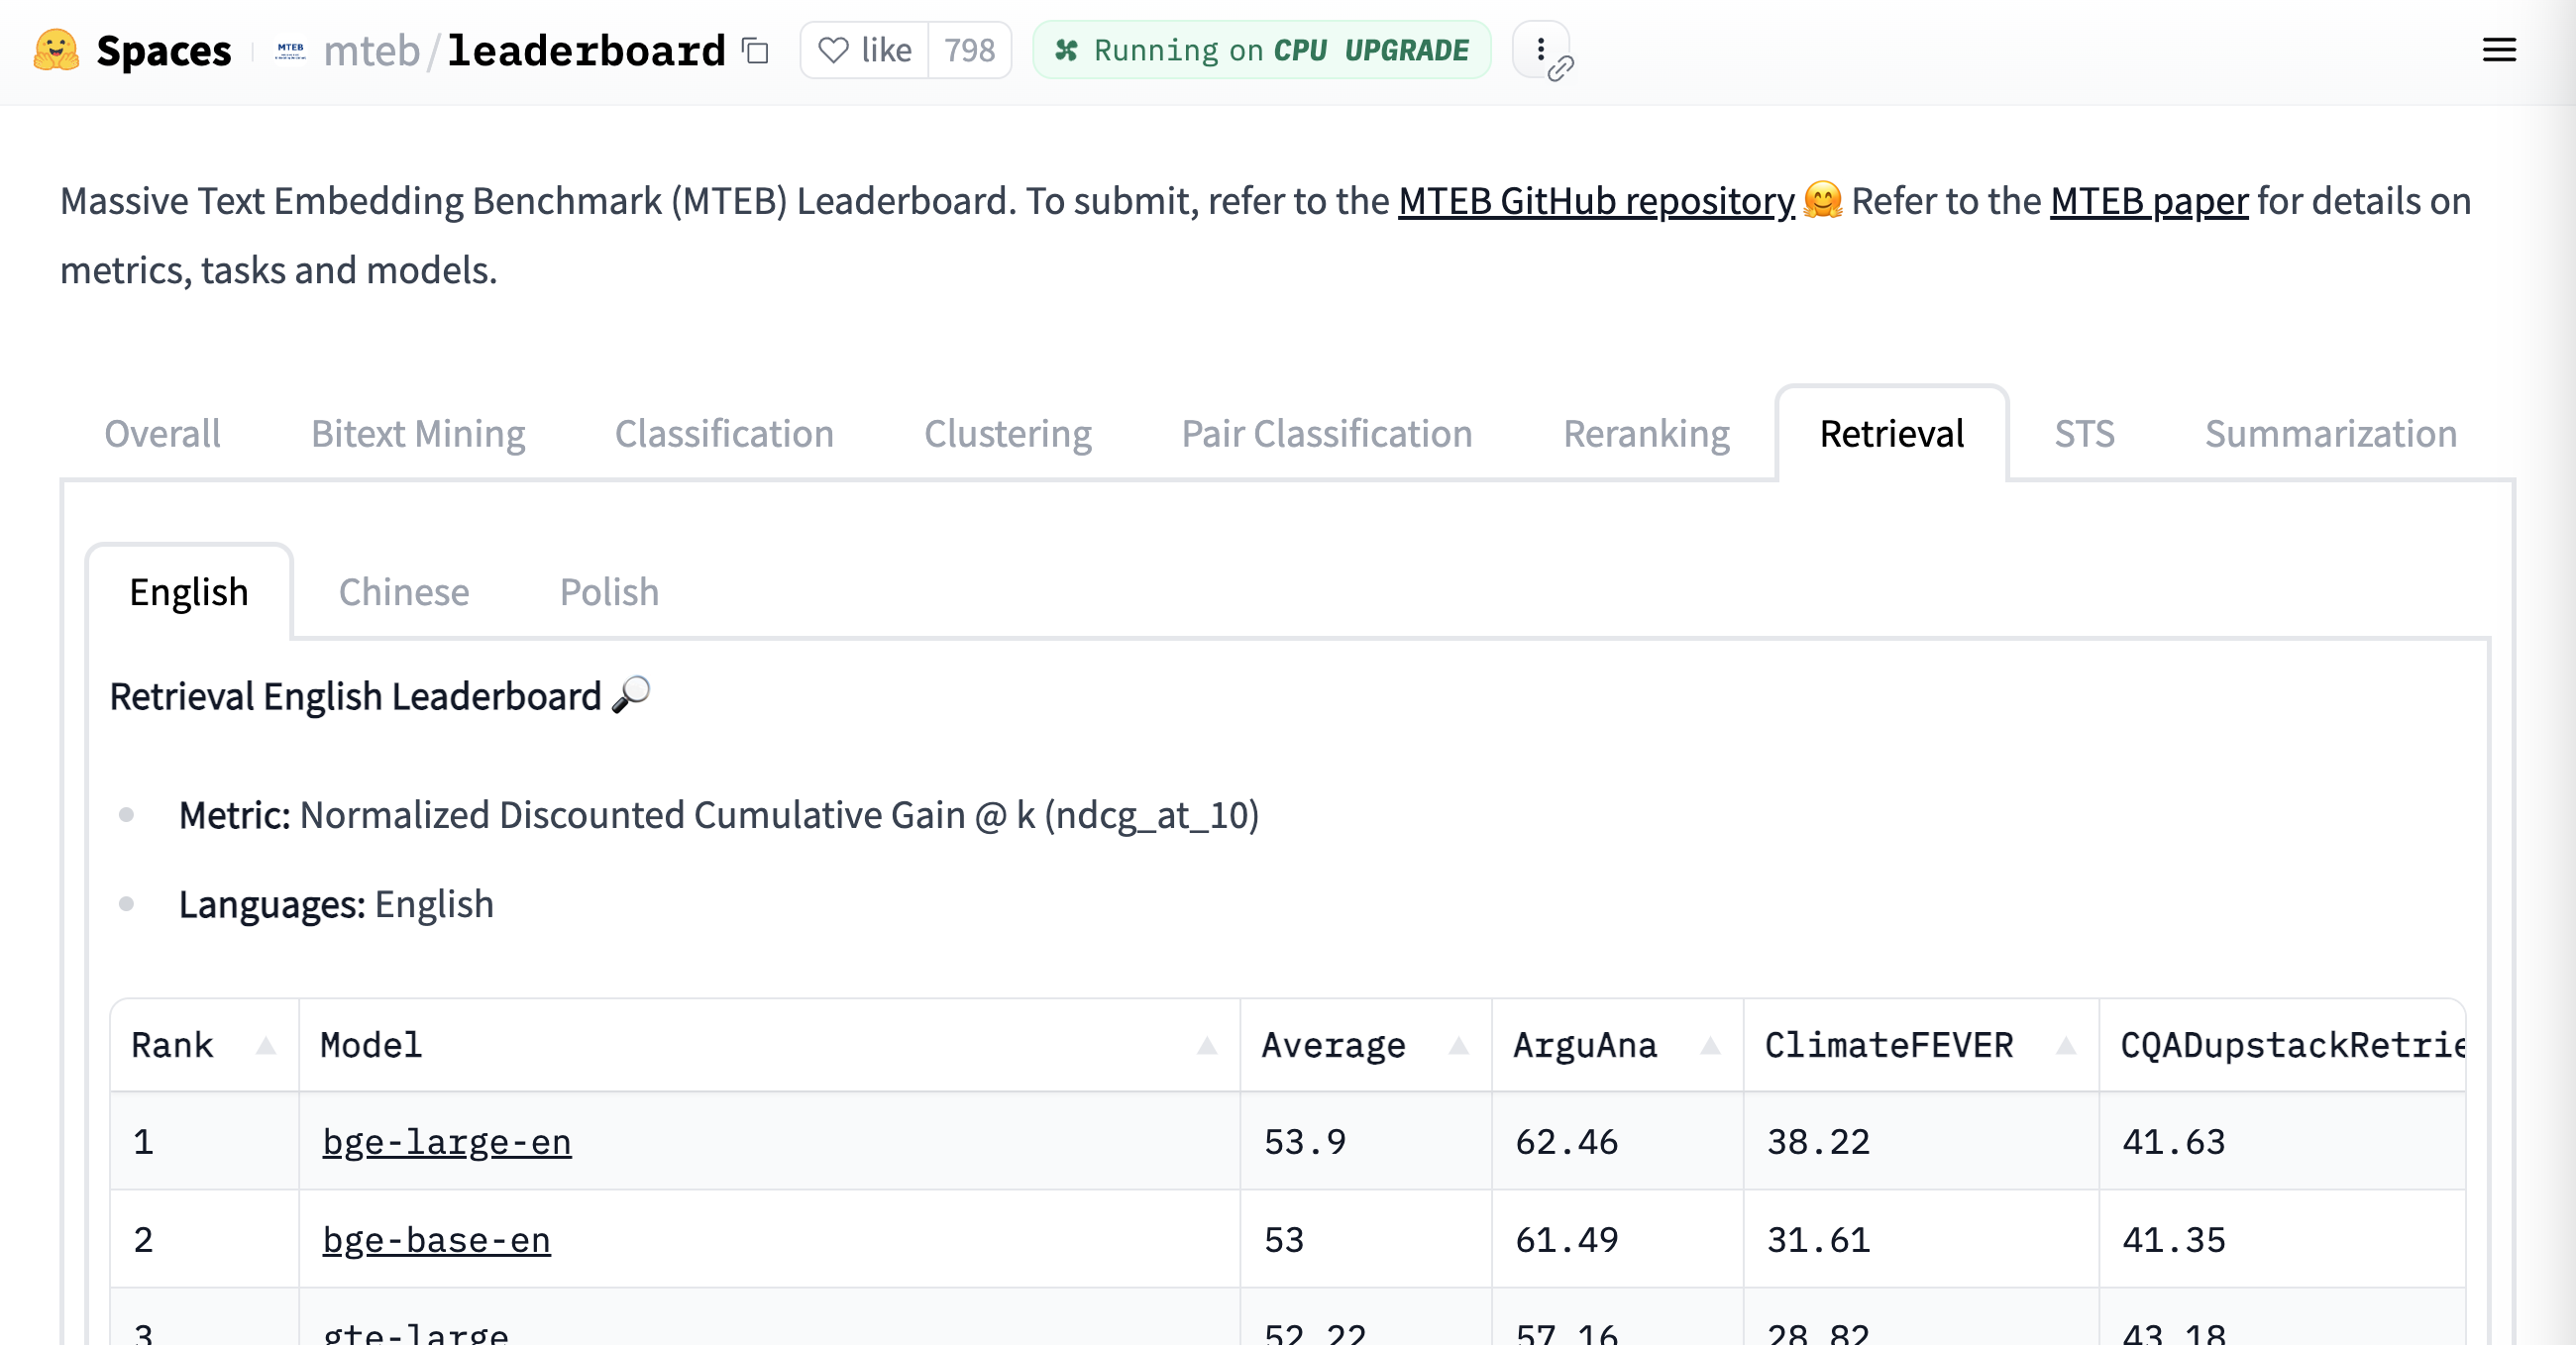 Spaces MTEB mteb/leaderboard like 798 Running on CPU UPGRADE
Massive Text Embedding Benchmark (MTEB) Leaderboard. To submit, refer to the MTEB GitHub repository 🤗 Refer to the MTEB paper for details on
metrics, tasks and models.
Overall Bitext Mining Classification Clustering Pair Classification Reranking Retrieval STS Summarization
English Chinese Polish
Retrieval English Leaderboard 🔎
Metric: Normalized Discounted Cumulative Gain @ k (ndcg_at_10)
Languages: English
Rank Model Average ArguAna ClimateFEVER CQADupstackRetrie
1 bge-large-en 53.9 62.46 38.22 41.63
2 bge-base-en 53 61.49 31.61 41.35
3 gte-large 52.22 57.16 28.82 43.18